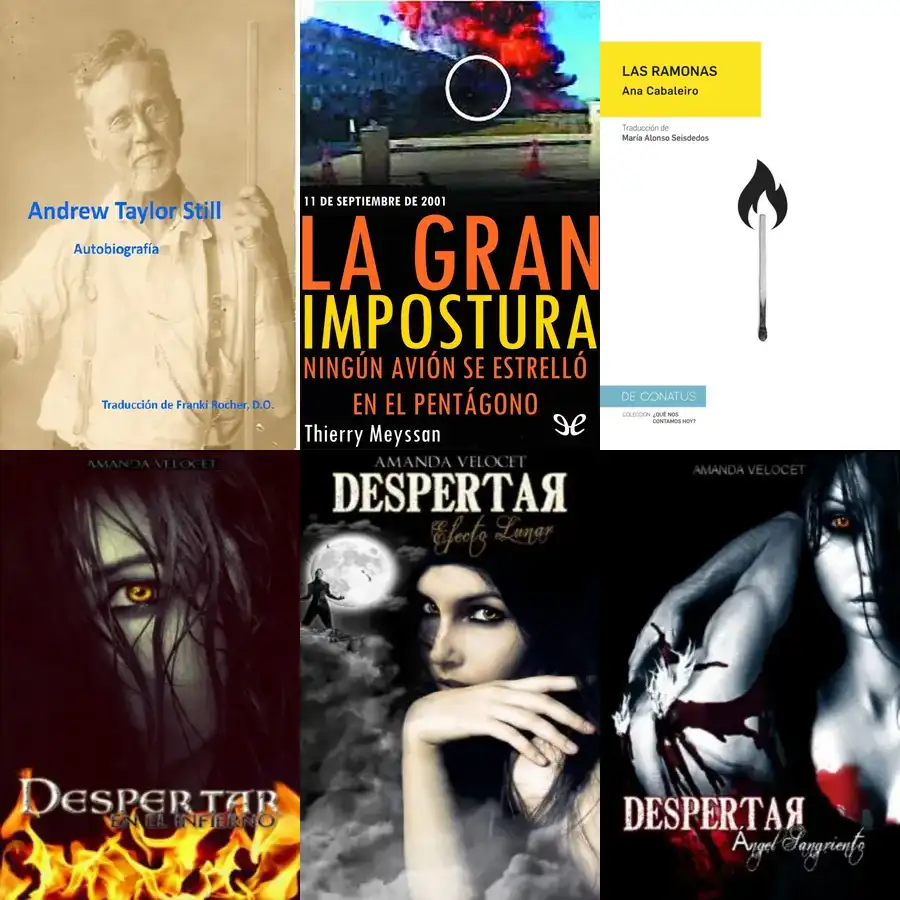 Andrew Taylor Still
Autobiografía
Traducción de Franki Rocher, D.O.
11 DE SEPTIEMBRE DE 2001
LA GRAN
IMPOSTURA
NINGÚN AVIÓN SE ESTRELLÓ
EN EL PENTÁGONO
Thierry Meyssan
LAS RAMONAS
Ana Cabaleiro
Traducción de
María Alonso Seisdedos
DE CONATUS
COLECCIÓN ¿QUÉ NOS
CONTAMOS HOY?
AMANDA VELOCET
DESPERTAR
EN EL INFIERNO
AMANDA VELOCET
DESPERTAR
Efecto Lunar
AMANDA VELOCET
DESPERTAR
Ángel Sangriento